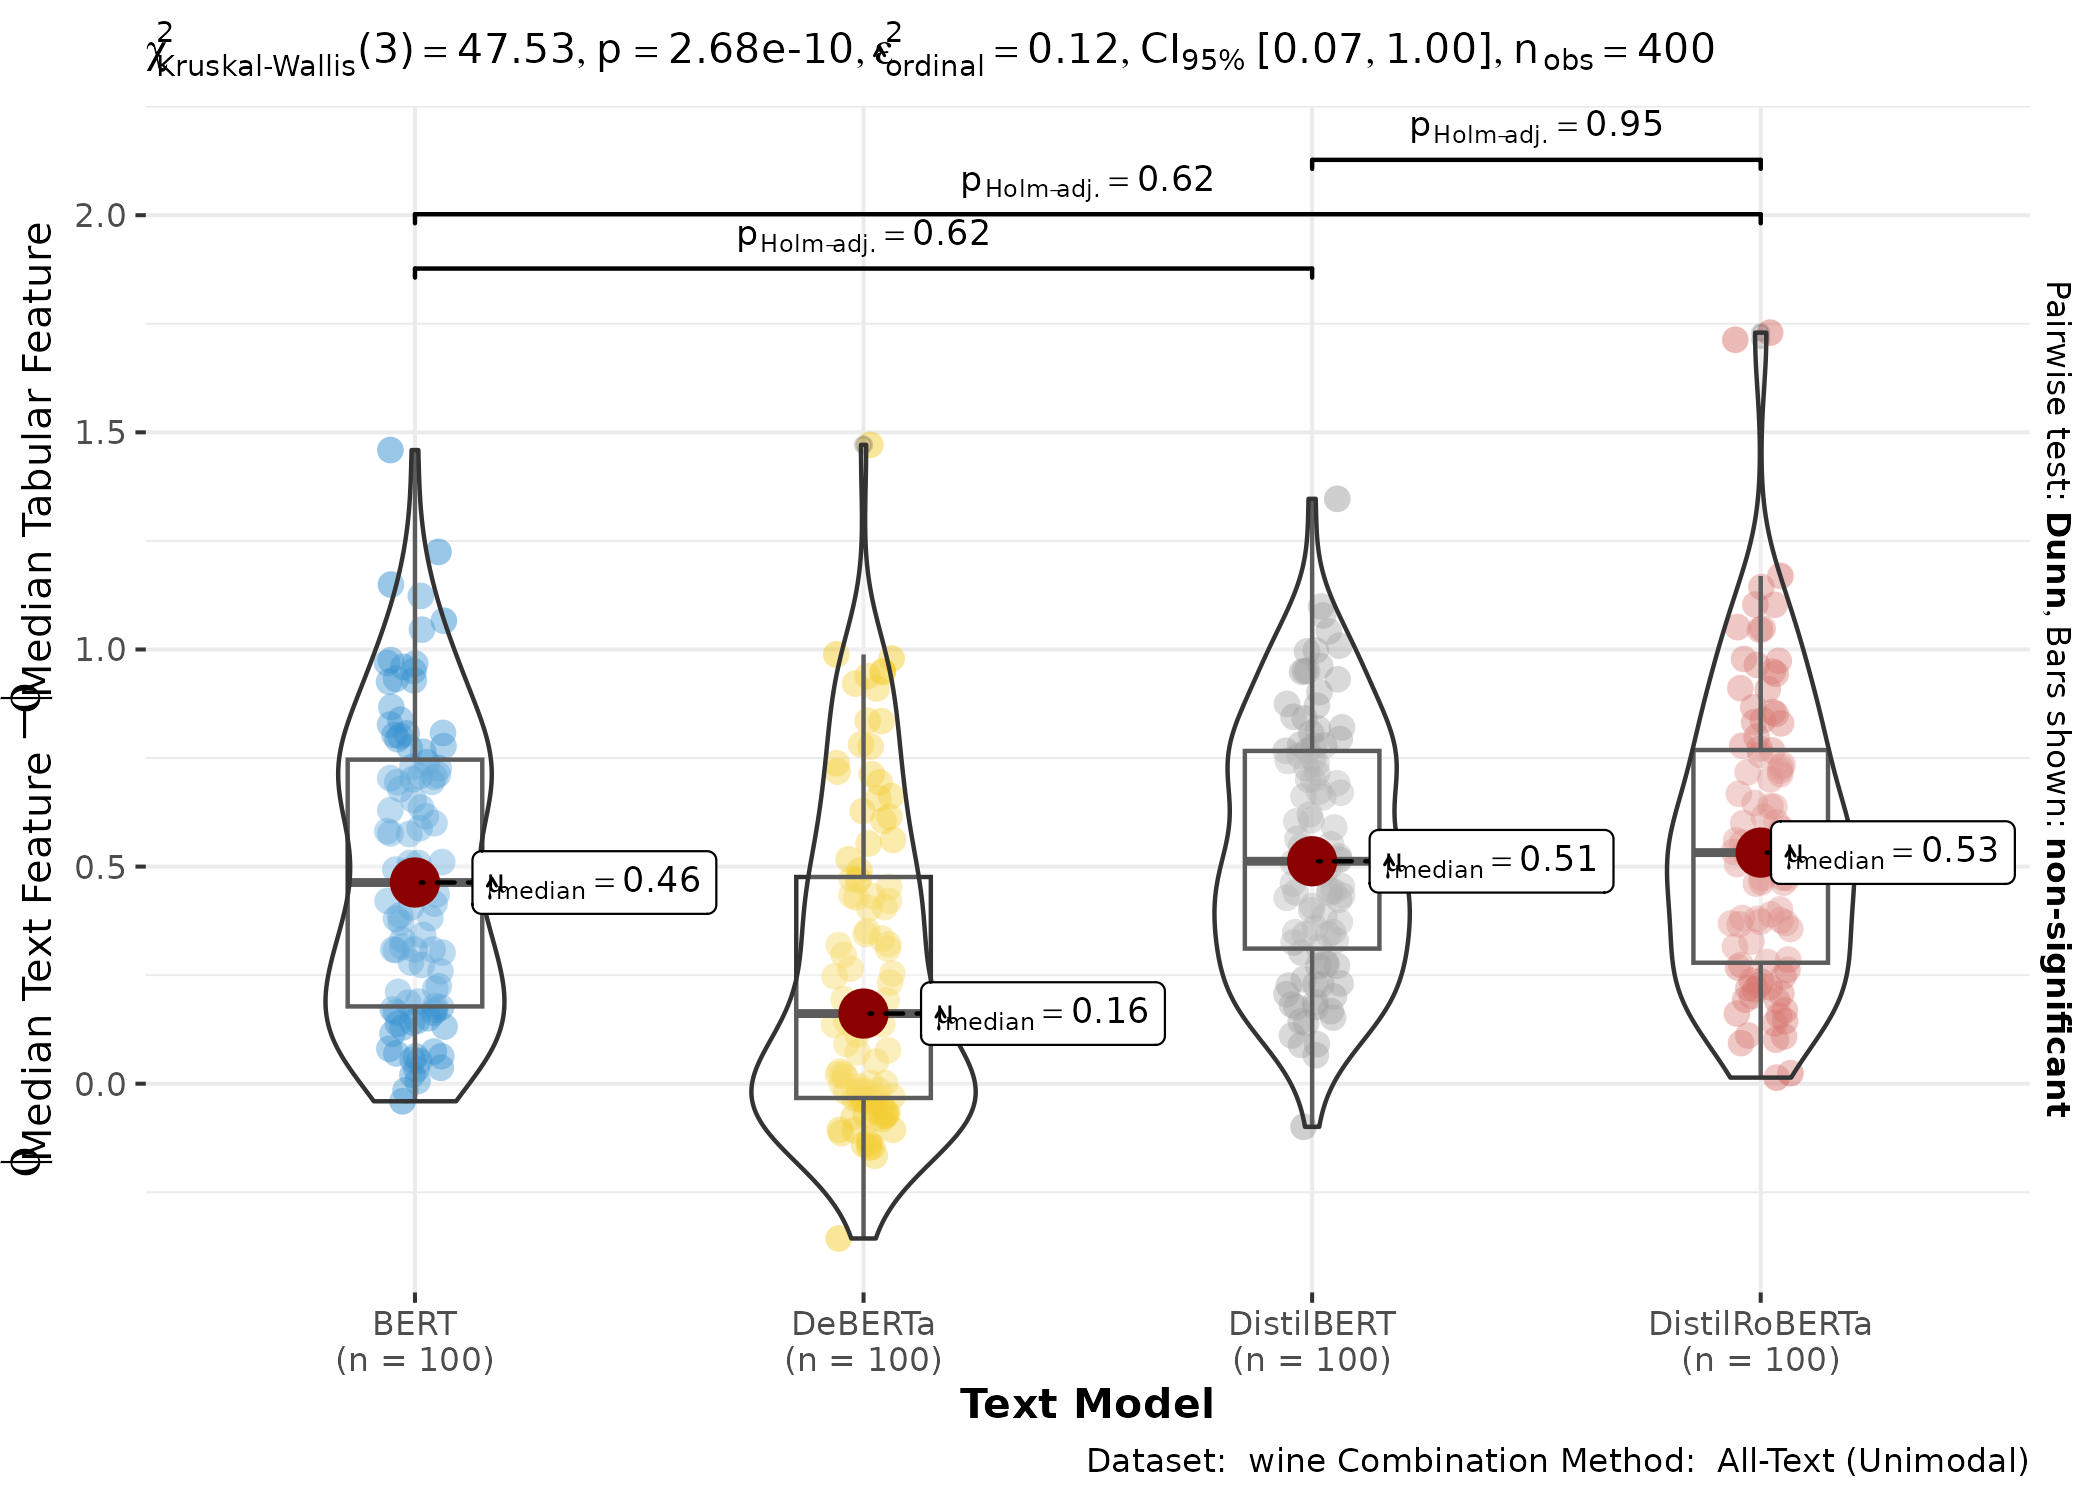 χ²Kruskal-Wallis(3) = 47.53, p = 2.68e-10, ε²ordinal = 0.12, CI95% [0.07, 1.00], nobs = 400
pHolm-adj. = 0.95
pHolm-adj. = 0.62
pHolm-adj. = 0.62
2.0
1.5
1.0
0.5
0.0
ϕMedian Text Feature − ϕMedian Tabular Feature
μ̂median = 0.46
μ̂median = 0.16
μ̂median = 0.51
μ̂median = 0.53
Pairwise test: Dunn, Bars shown: non-significant
BERT
(n = 100)
DeBERTa
(n = 100)
DistilBERT
(n = 100)
DistilRoBERTa
(n = 100)
Text Model
Dataset: wine Combination Method: All-Text (Unimodal)